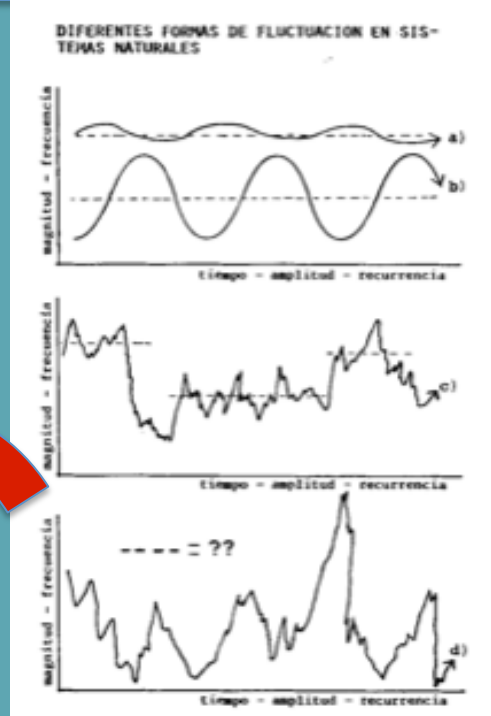 DIFERENTES FORMAS DE FLUCTUACION EN SIS-
TEMAS NATURALES
magnitud - frecuencia
a)
b)
tiempo - amplitud - recurrencia
magnitud - frecuencia
c)
tiempo - amplitud - recurrencia
magnitud - frecuencia
---- = ??
d)
tiempo - amplitud - recurrencia